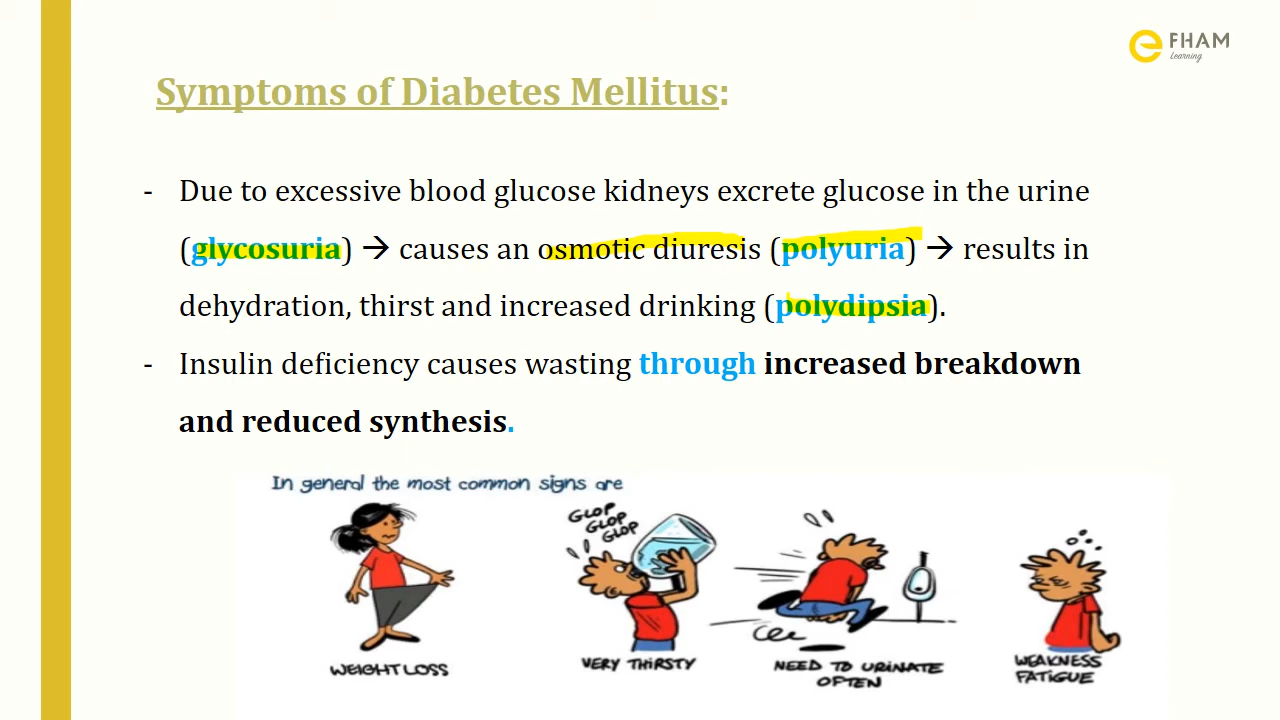 eFHAM
Learning
Symptoms of Diabetes Mellitus:
- Due to excessive blood glucose kidneys excrete glucose in the urine
(glycosuria) → causes an osmotic diuresis (polyuria) → results in
dehydration, thirst and increased drinking (polydipsia).
- Insulin deficiency causes wasting through increased breakdown
and reduced synthesis.
In general the most common signs are
GLOP
GLOP
GLOP
WEIGHT LOSS
VERY THIRSTY
NEED TO URINATE
OFTEN
WEAKNESS
FATIGUE